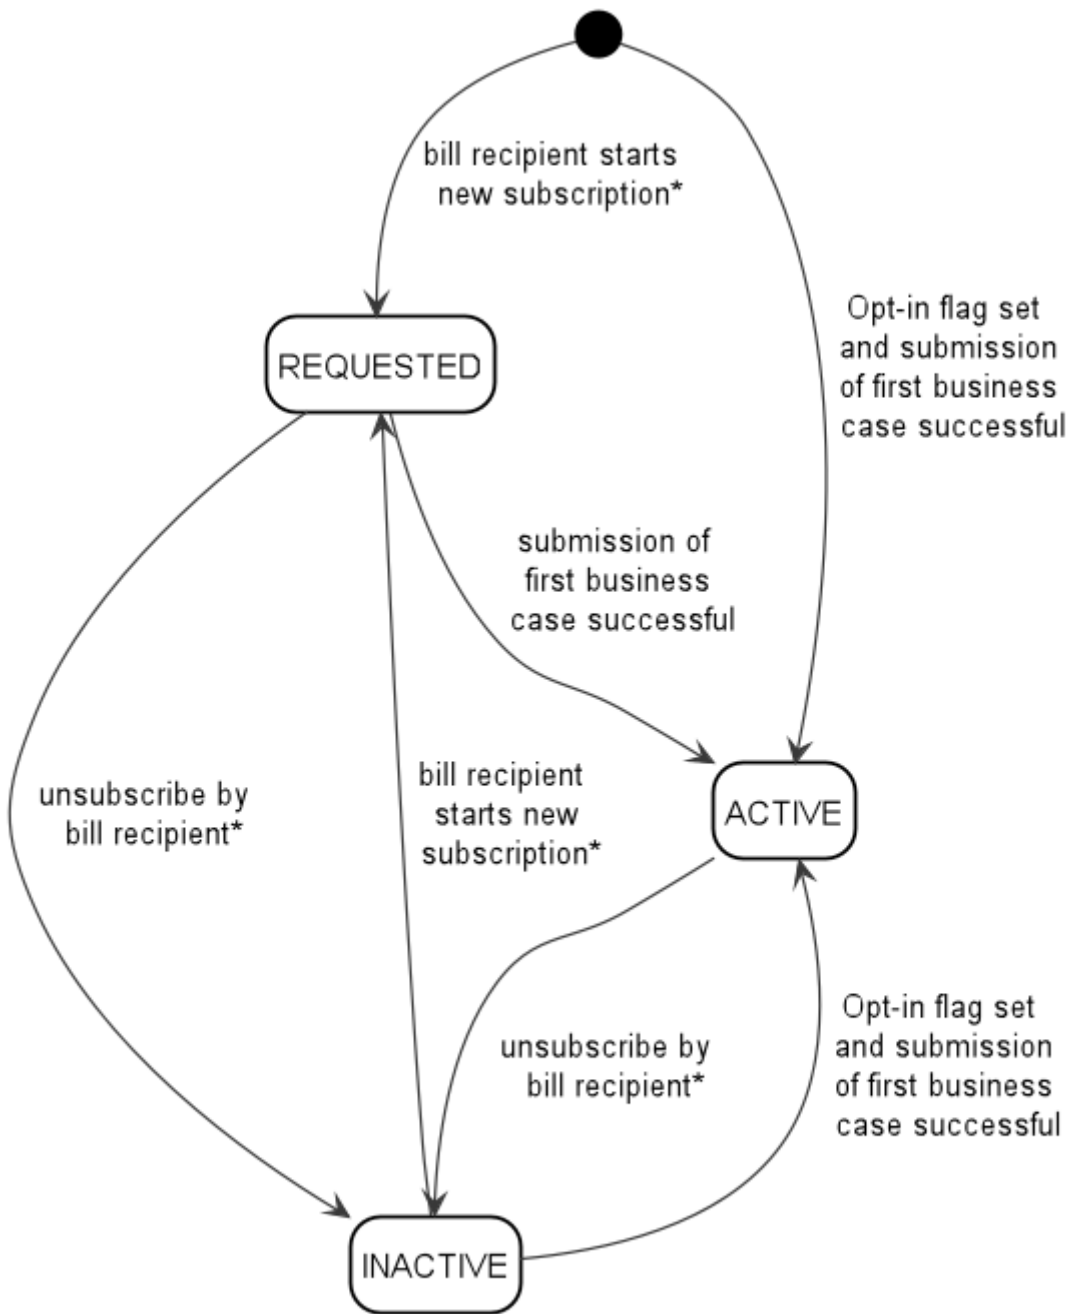 bill recipient starts
new subscription*
Opt-in flag set
and submission
of first business
case successful
REQUESTED
submission of
first business
case successful
bill recipient
starts new
subscription*
unsubscribe by
bill recipient*
ACTIVE
unsubscribe by
bill recipient*
Opt-in flag set
and submission
of first business
case successful
INACTIVE